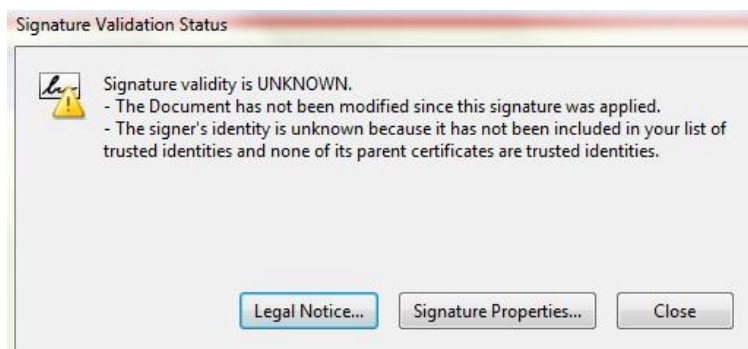 Signature Validation Status
Signature validity is UNKNOWN.
- The Document has not been modified since this signature was applied.
- The signer's identity is unknown because it has not been included in your list of
trusted identities and none of its parent certificates are trusted identities.
Legal Notice... Signature Properties... Close